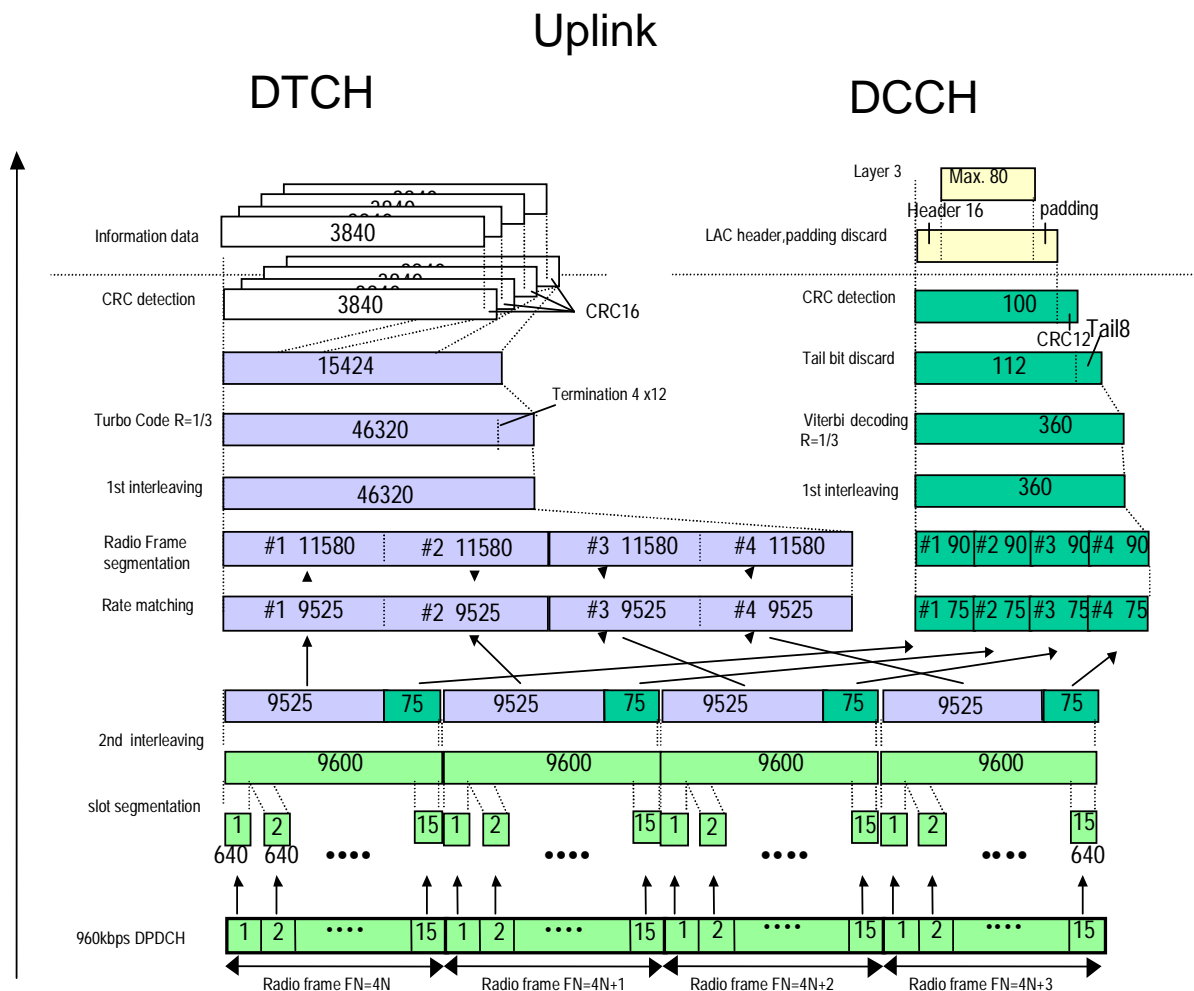 Uplink
DTCH
DCCH
Layer 3
Max. 80
Header 16
padding
3840
3840
3840
Information data
3840
LAC header,padding discard
3840
3840
3840
CRC detection
3840
CRC16
CRC detection
100
CRC12
Tail8
15424
Tail bit discard
112
Termination 4 x12
Turbo Code R=1/3
46320
Viterbi decoding
R=1/3
360
1st interleaving
46320
1st interleaving
360
Radio Frame
segmentation
#1 11580
#2 11580
#3 11580
#4 11580
#1 90
#2 90
#3 90
#4 90
Rate matching
#1 9525
#2 9525
#3 9525
#4 9525
#1 75
#2 75
#3 75
#4 75
9525
75
9525
75
9525
75
9525
75
2nd interleaving
9600
9600
9600
9600
slot segmentation
1
2
15
1
2
15
1
2
15
1
2
15
640
640
••••
••••
••••
••••
640
960kbps DPDCH
1
2
••••
15
1
2
••••
15
1
2
••••
15
1
2
••••
15
Radio frame FN=4N
Radio frame FN=4N+1
Radio frame FN=4N+2
Radio frame FN=4N+3